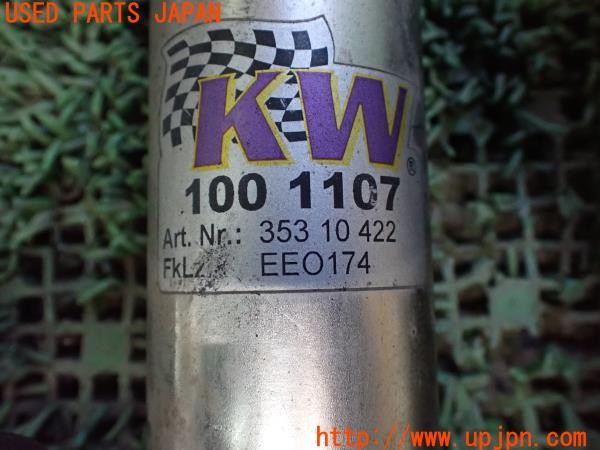 USED PARTS JAPAN
KW
®
100 1107
Art. Nr.: 353 10 422
FkLz EEO174
http://www.upjpn.com/